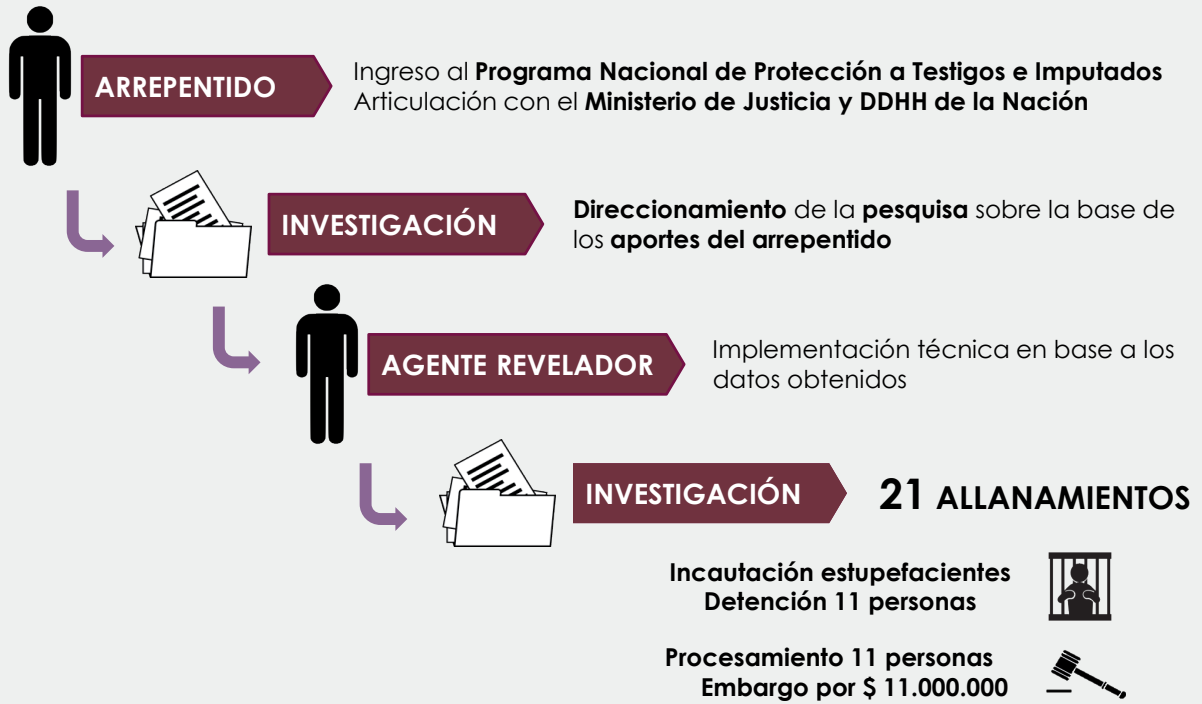 ARREPENTIDO
Ingreso al Programa Nacional de Protección a Testigos e Imputados
Articulación con el Ministerio de Justicia y DDHH de la Nación
INVESTIGACIÓN
Direccionamiento de la pesquisa sobre la base de
los aportes del arrepentido
AGENTE REVELADOR
Implementación técnica en base a los
datos obtenidos
INVESTIGACIÓN
21 ALLANAMIENTOS
Incautación estupefacientes
Detención 11 personas
Procesamiento 11 personas
Embargo por $ 11.000.000